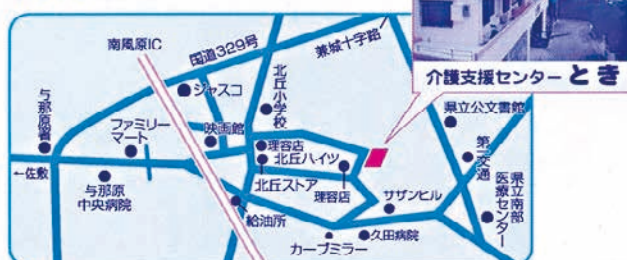 南風原IC
国道329号
兼城十字路
介護支援センター とき
ジャスコ
北丘小学校
県立公文書館
与那原署
ファミリーマート
映画館
理容店
北丘ハイツ
第一交通
←佐敷
与那原中央病院
北丘ストア
理容店
サザンヒル
県立南部医療センター
給油所
カーブミラー
久田病院